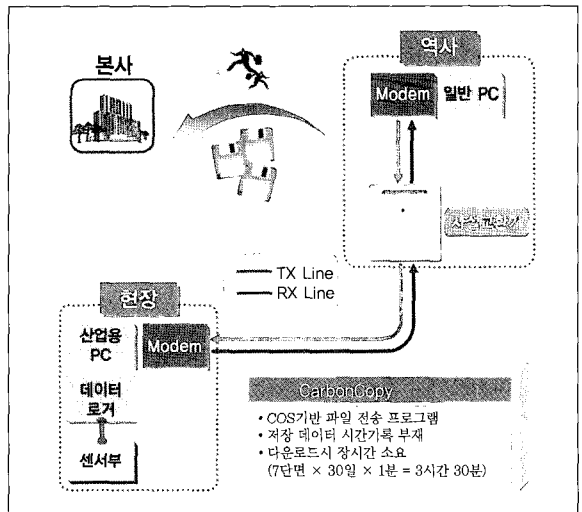 본사
역사
Modem
일반 PC
TX Line
RX Line
현장
산업용
PC
Modem
데이터
로거
센서부
CarbonCopy
• COS기반 파일 전송 프로그램
• 저장 데이터 시간기록 부재
• 다운로드시 장시간 소요
(7단면 × 30일 × 1분 = 3시간 30분)